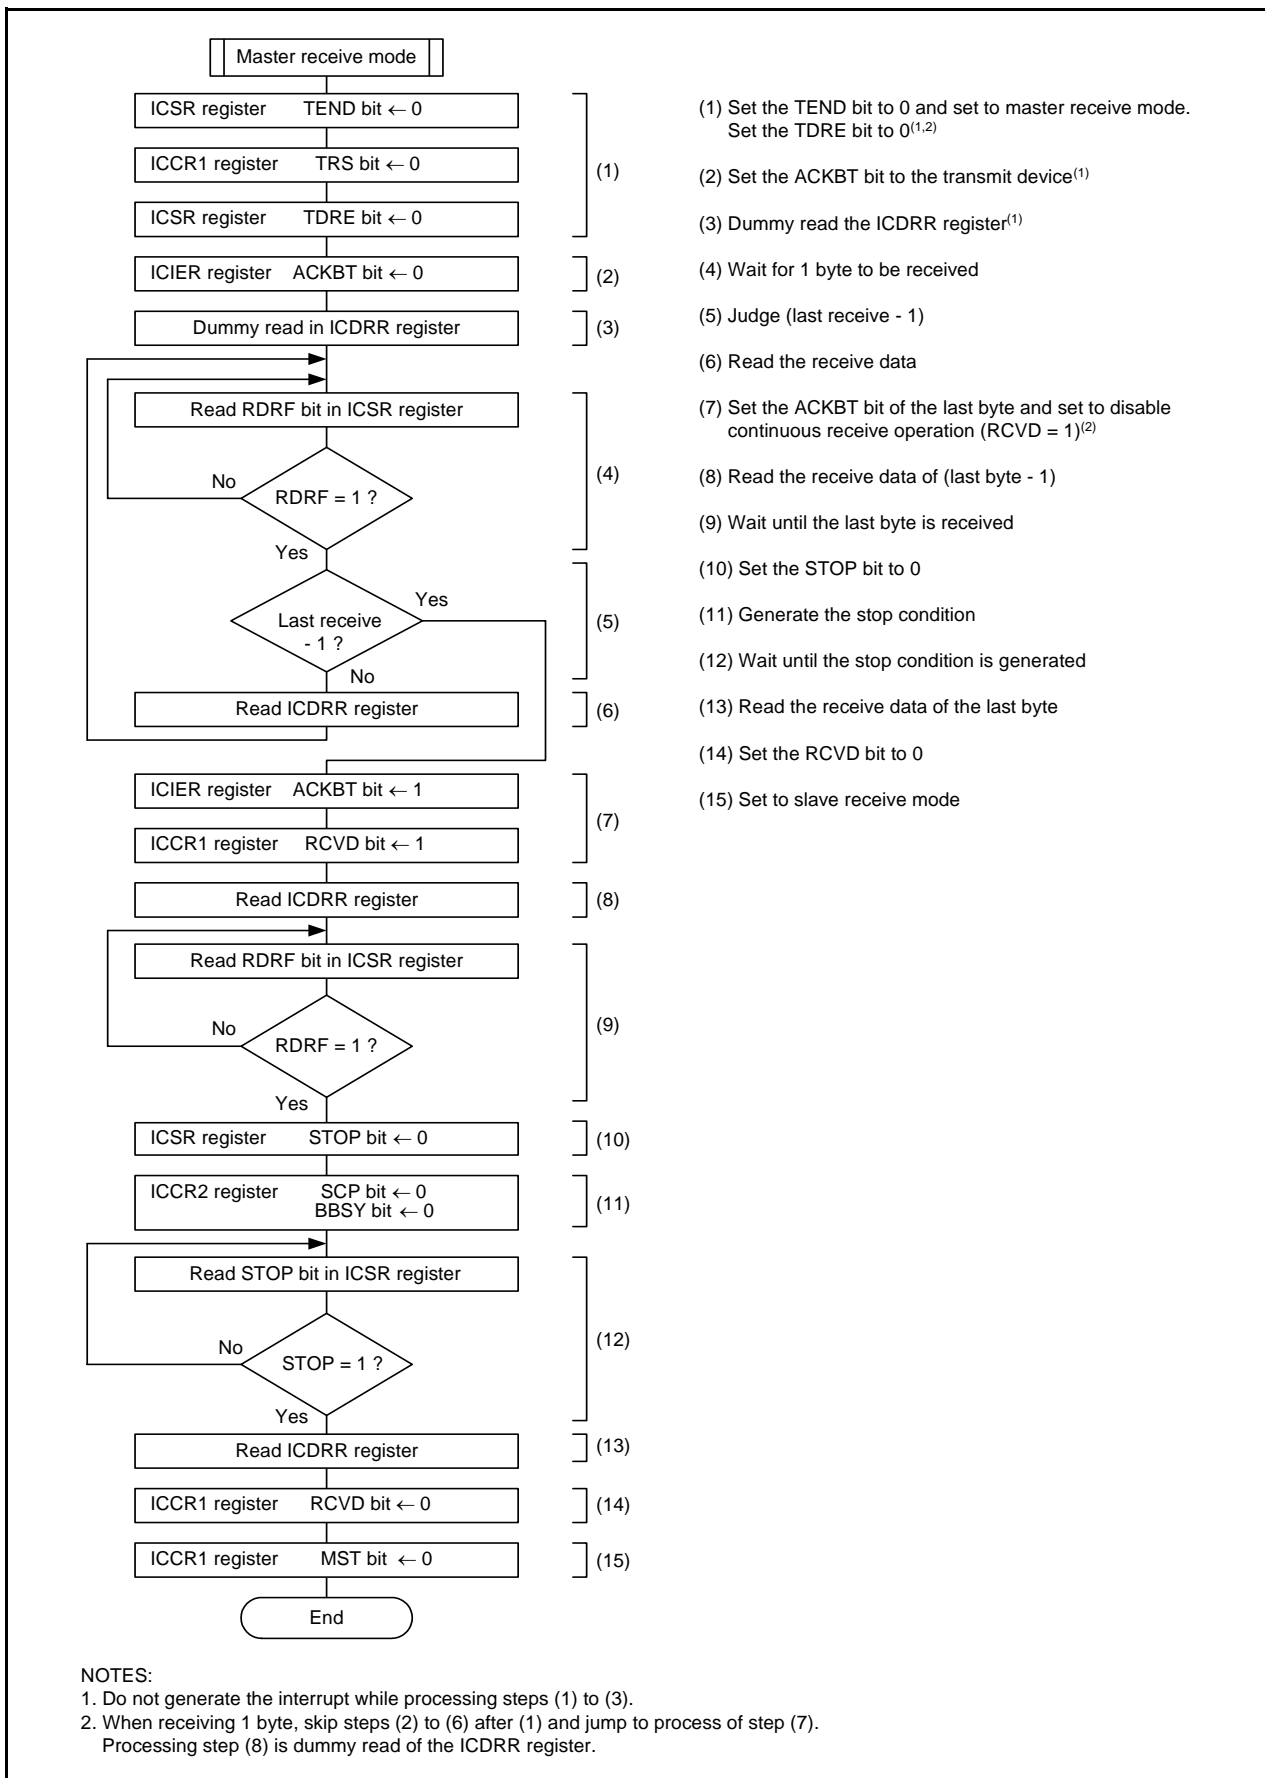 Master receive mode
ICSR register TEND bit ← 0
ICCR1 register TRS bit ← 0
ICSR register TDRE bit ← 0
(1)
ICIER register ACKBT bit ← 0
(2)
Dummy read in ICDRR register
(3)
Read RDRF bit in ICSR register
No
RDRF = 1 ?
(4)
Yes
Last receive
- 1 ?
Yes
(5)
No
Read ICDRR register
(6)
ICIER register ACKBT bit ← 1
(7)
ICCR1 register RCVD bit ← 1
Read ICDRR register
(8)
Read RDRF bit in ICSR register
No
RDRF = 1 ?
(9)
Yes
ICSR register STOP bit ← 0
(10)
ICCR2 register SCP bit ← 0
BBSY bit ← 0
(11)
Read STOP bit in ICSR register
No
STOP = 1 ?
(12)
Yes
Read ICDRR register
(13)
ICCR1 register RCVD bit ← 0
(14)
ICCR1 register MST bit ← 0
(15)
End
(1) Set the TEND bit to 0 and set to master receive mode.
Set the TDRE bit to 0(1,2)
(2) Set the ACKBT bit to the transmit device(1)
(3) Dummy read the ICDRR register(1)
(4) Wait for 1 byte to be received
(5) Judge (last receive - 1)
(6) Read the receive data
(7) Set the ACKBT bit of the last byte and set to disable
continuous receive operation (RCVD = 1)(2)
(8) Read the receive data of (last byte - 1)
(9) Wait until the last byte is received
(10) Set the STOP bit to 0
(11) Generate the stop condition
(12) Wait until the stop condition is generated
(13) Read the receive data of the last byte
(14) Set the RCVD bit to 0
(15) Set to slave receive mode
NOTES:
1. Do not generate the interrupt while processing steps (1) to (3).
2. When receiving 1 byte, skip steps (2) to (6) after (1) and jump to process of step (7).
Processing step (8) is dummy read of the ICDRR register.